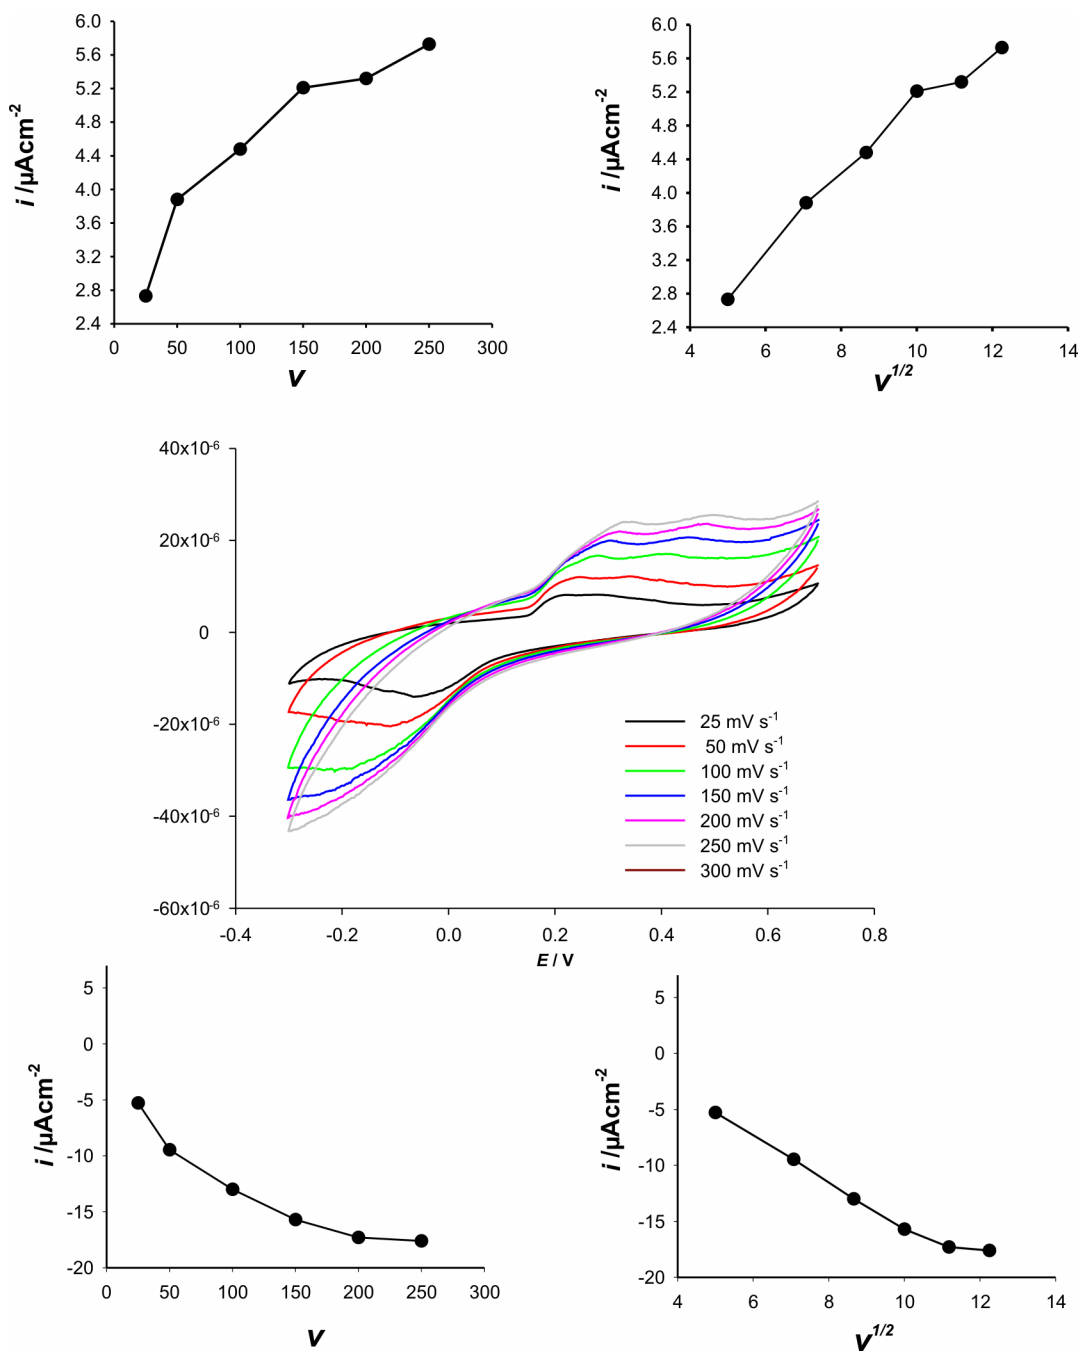 6.0
5.6
5.2
4.8
4.4
4.0
3.6
3.2
2.8
2.4
i /µAcm-2
0 50 100 150 200 250 300
v
6.0
5.6
5.2
4.8
4.4
4.0
3.6
3.2
2.8
2.4
i /µAcm-2
4 6 8 10 12 14
v1/2
40x10-6
20x10-6
0
-20x10-6
-40x10-6
-60x10-6
-0.4 -0.2 0.0 0.2 0.4 0.6 0.8
E / V
25 mV s-1
50 mV s-1
100 mV s-1
150 mV s-1
200 mV s-1
250 mV s-1
300 mV s-1
5
0
-5
-10
-15
-20
i /µAcm-2
0 50 100 150 200 250 300
v
5
0
-5
-10
-15
-20
i /µAcm-2
4 6 8 10 12 14
v1/2